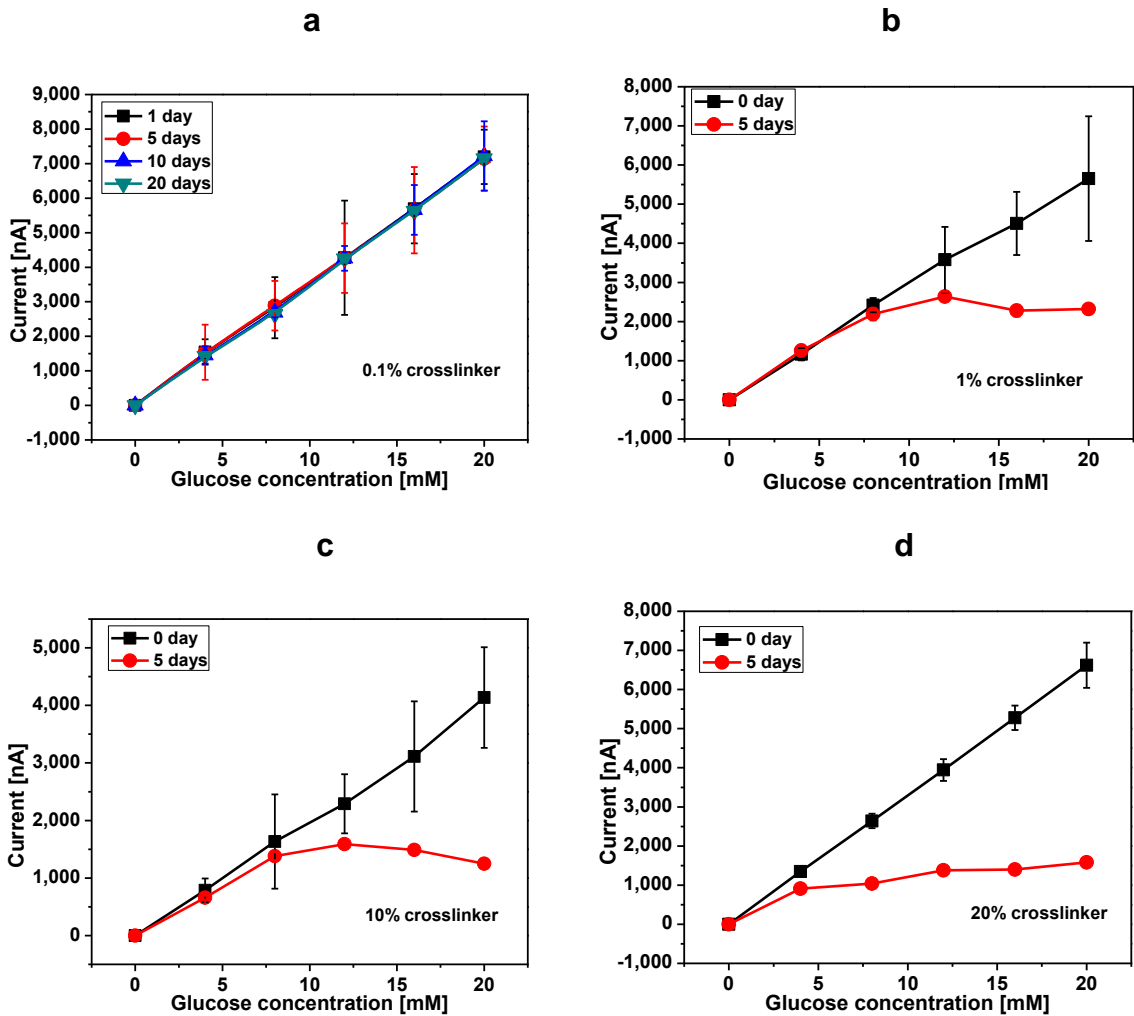 a
9,000
8,000
7,000
6,000
5,000
4,000
3,000
2,000
1,000
0
-1,000
Current [nA]
1 day
5 days
10 days
20 days
0.1% crosslinker
0 5 10 15 20
Glucose concentration [mM]
b
8,000
7,000
6,000
5,000
4,000
3,000
2,000
1,000
0
-1,000
Current [nA]
0 day
5 days
1% crosslinker
0 5 10 15 20
Glucose concentration [mM]
c
5,000
4,000
3,000
2,000
1,000
0
Current [nA]
0 day
5 days
10% crosslinker
0 5 10 15 20
Glucose concentration [mM]
d
8,000
7,000
6,000
5,000
4,000
3,000
2,000
1,000
0
-1,000
Current [nA]
0 day
5 days
20% crosslinker
0 5 10 15 20
Glucose concentration [mM]